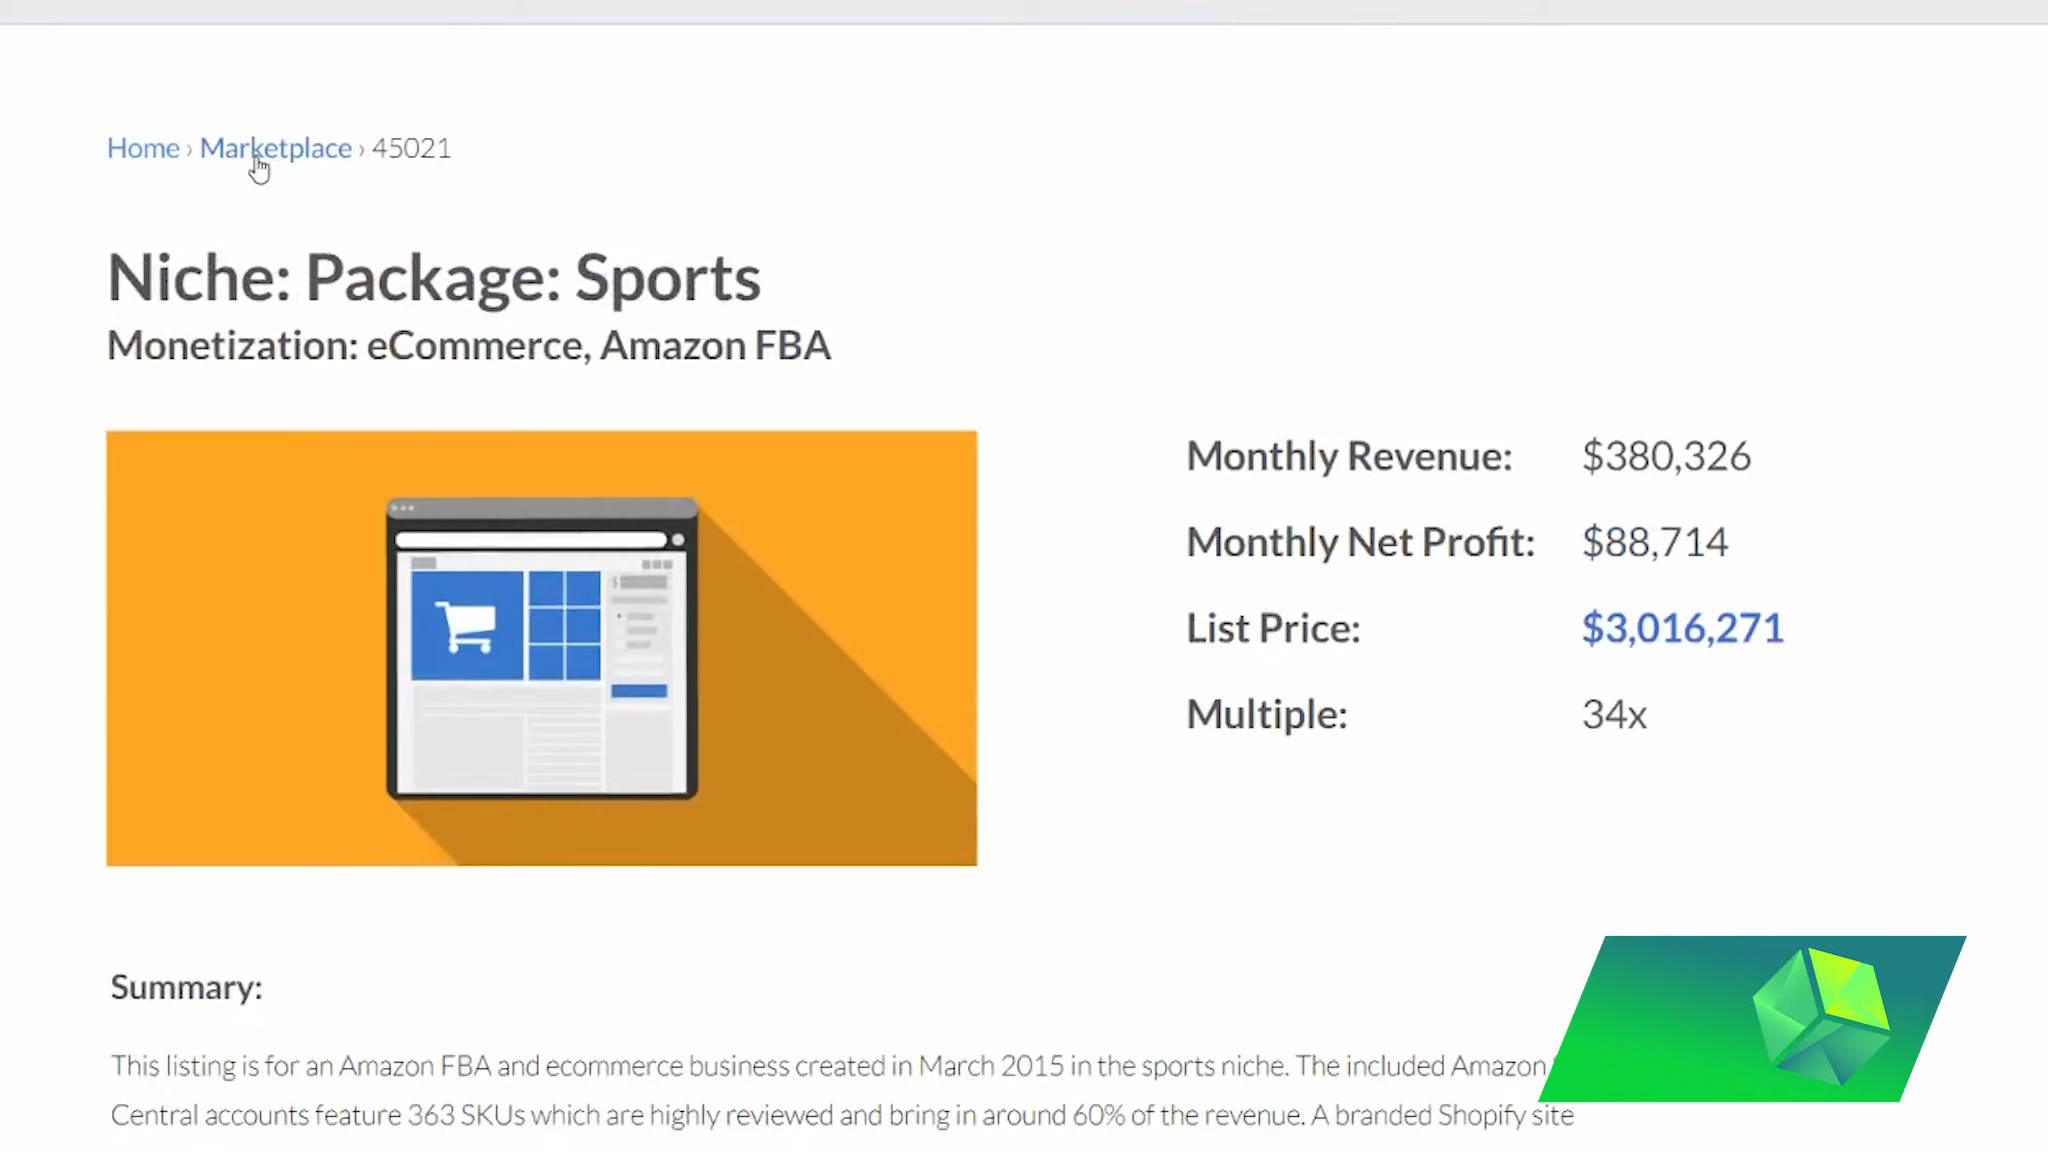 Home › Marketplace › 45021
Niche: Package: Sports
Monetization: eCommerce, Amazon FBA
Monthly Revenue: $380,326
Monthly Net Profit: $88,714
List Price: $3,016,271
Multiple: 34x
$
Summary:
This listing is for an Amazon FBA and ecommerce business created in March 2015 in the sports niche. The included Amazon
Central accounts feature 363 SKUs which are highly reviewed and bring in around 60% of the revenue. A branded Shopify site